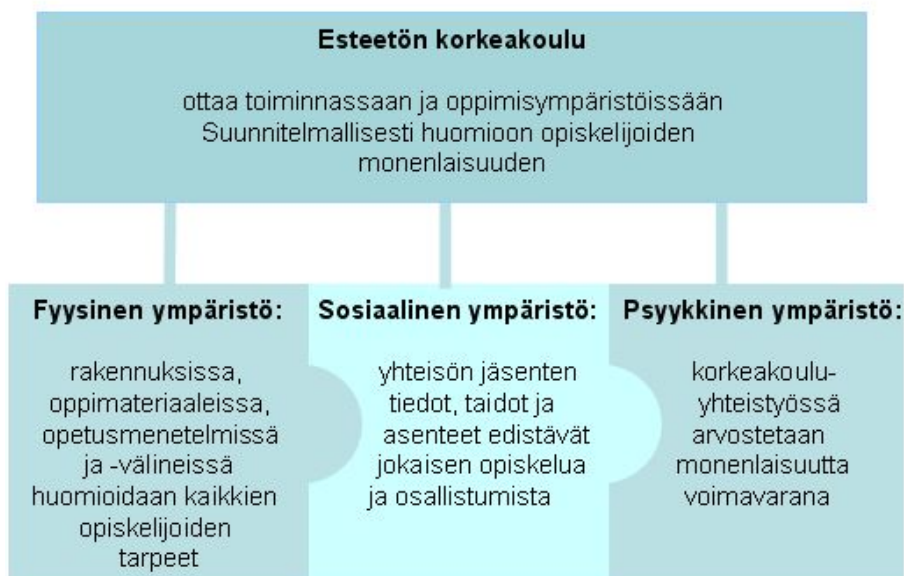 Esteetön korkeakoulu
ottaa toiminnassaan ja oppimisympäristöissään
Suunnitelmallisesti huomioon opiskelijoiden
monenlaisuuden
Fyysinen ympäristö:
rakennuksissa,
oppimateriaaleissa,
opetusmenetelmissä
ja -välineissä
huomioidaan kaikkien
opiskelijoiden
tarpeet
Sosiaalinen ympäristö:
yhteisön jäsenten
tiedot, taidot ja
asenteet edistävät
jokaisen opiskelua
ja osallistumista
Psyykkinen ympäristö:
korkeakoulu-
yhteistyössä
arvostetaan
monenlaisuutta
voimavarana